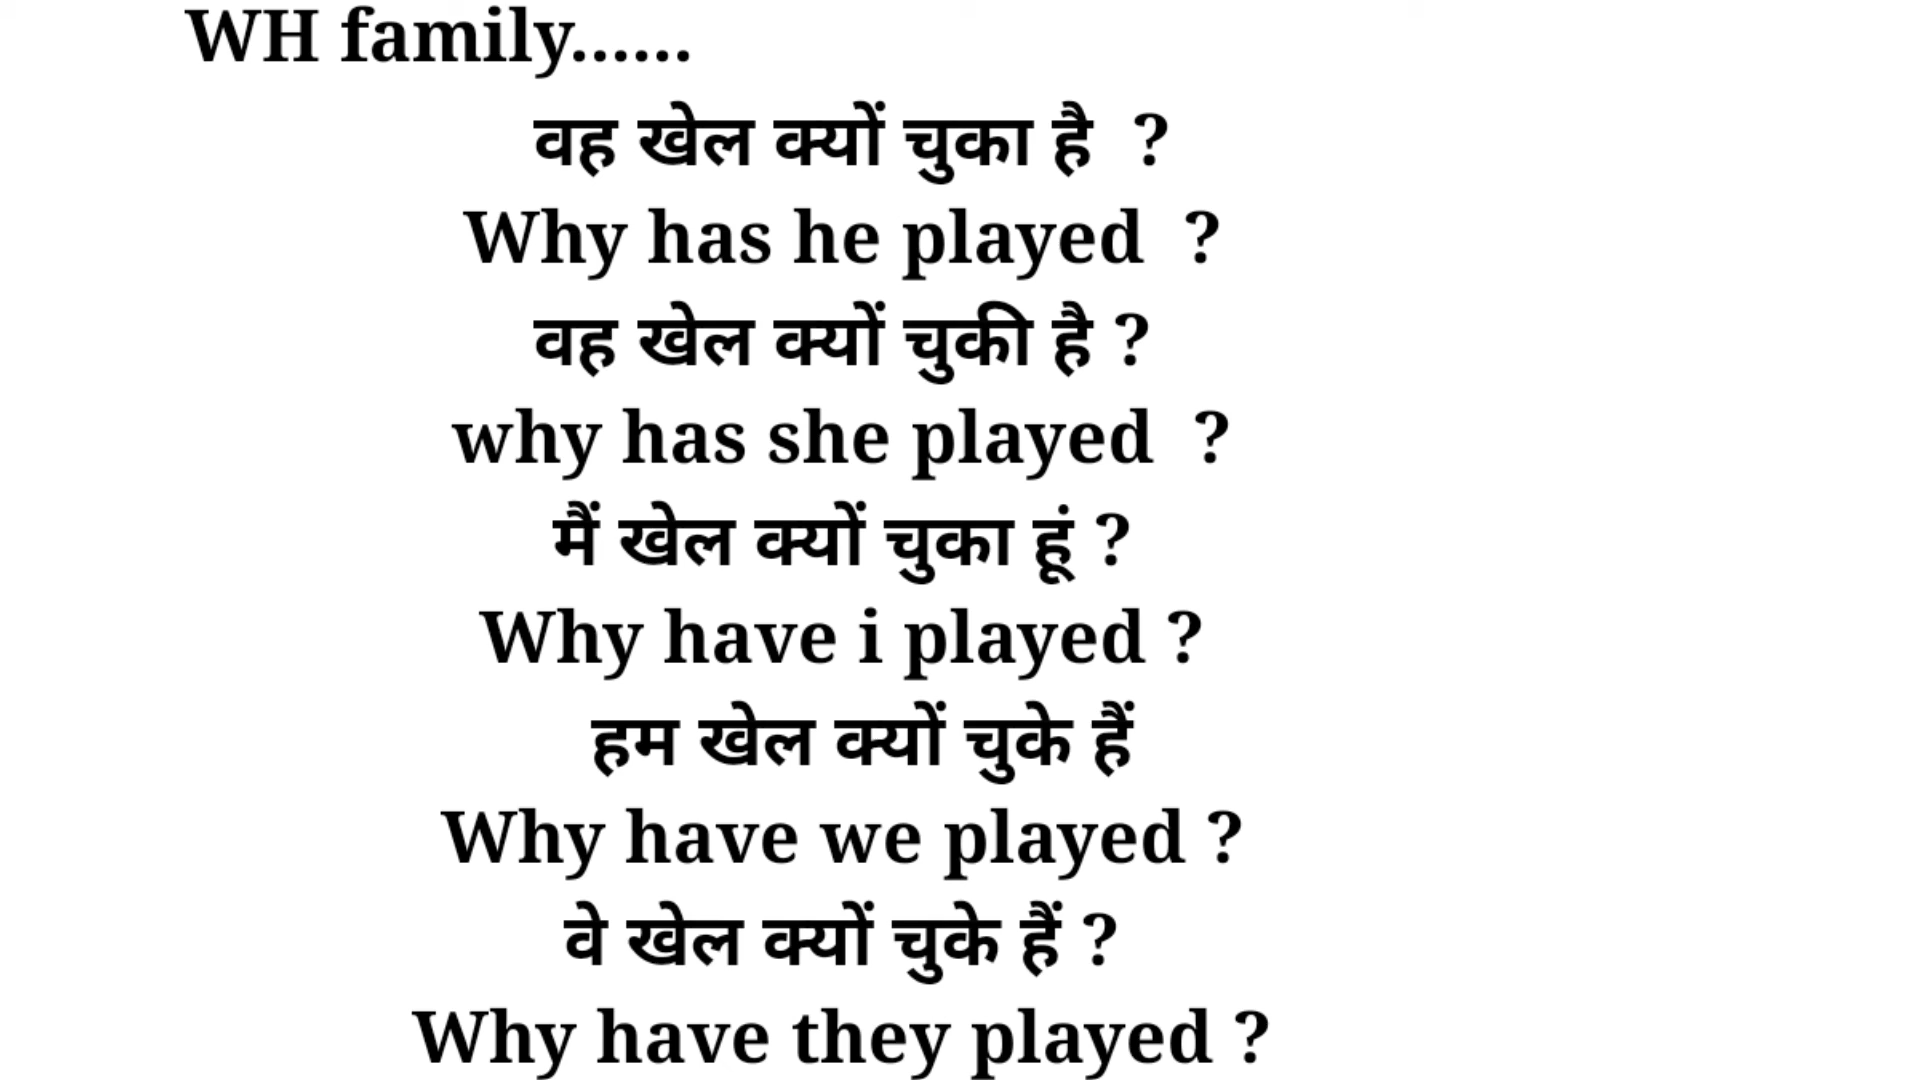 WH family......
वह खेल क्यों चुका है ?
Why has he played ?
वह खेल क्यों चुकी है ?
why has she played ?
मैं खेल क्यों चुका हूं ?
Why have i played ?
हम खेल क्यों चुके हैं
Why have we played ?
वे खेल क्यों चुके हैं ?
Why have they played ?